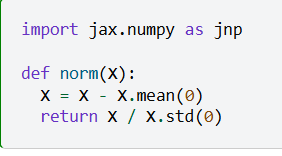 import jax.numpy as jnp

def norm(X):
  X = X - X.mean(0)
  return X / X.std(0)